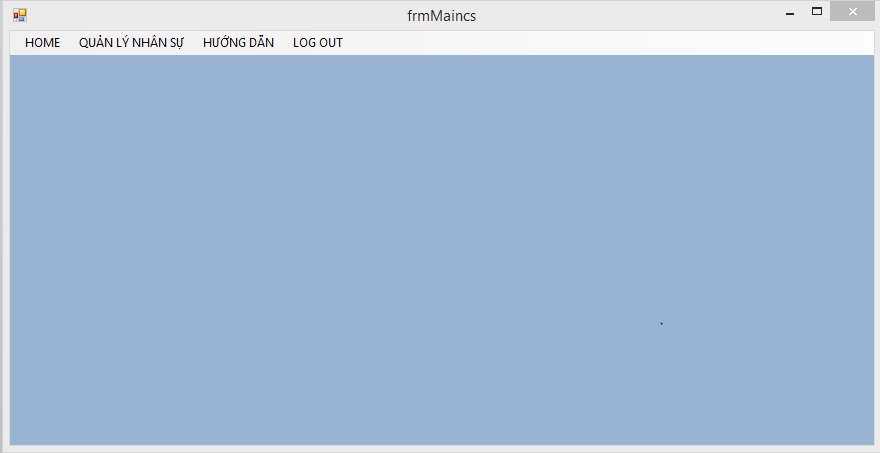 frmMaincs
HOME QUẢN LÝ NHÂN SỰ HƯỚNG DẪN LOG OUT